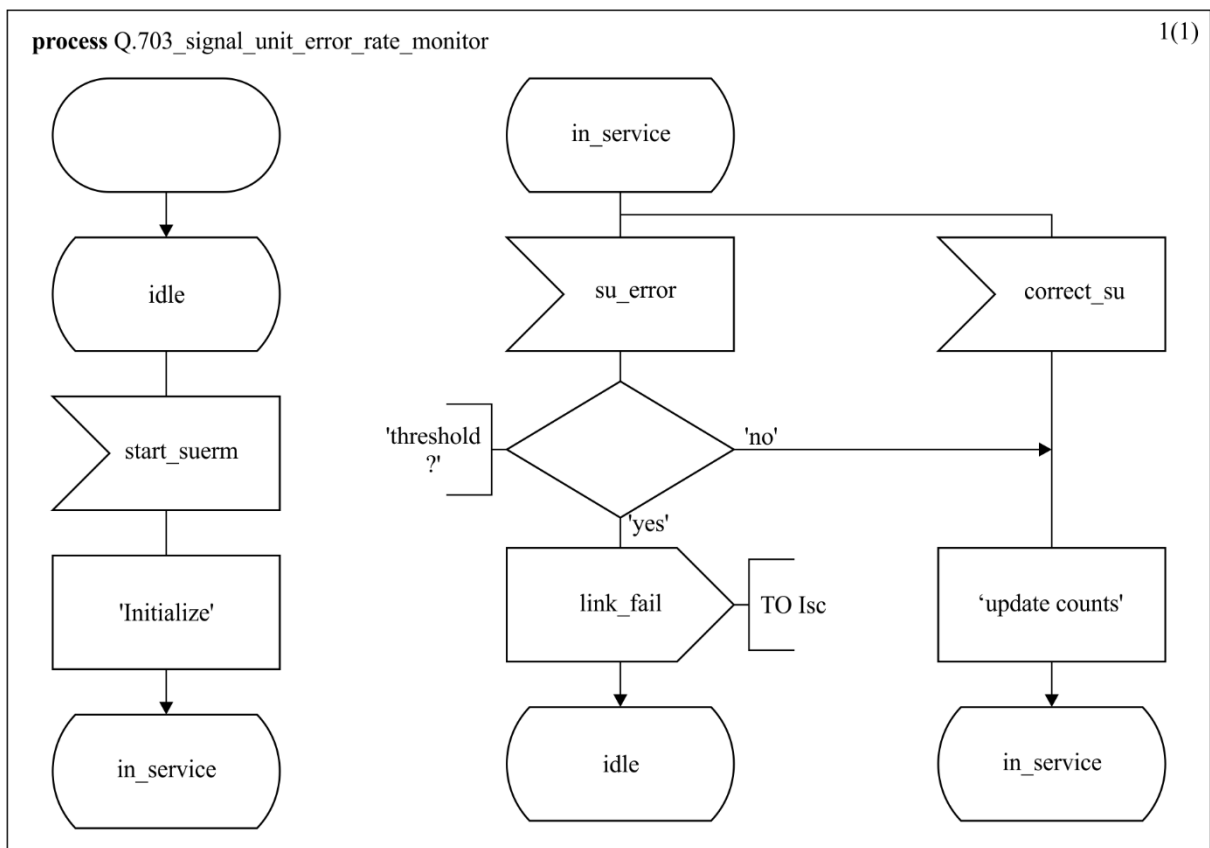 process Q.703_signal_unit_error_rate_monitor
1(1)
idle
start_suerm
'Initialize'
in_service
in_service
su_error
'threshold
?'
'no'
'yes'
link_fail
TO Isc
idle
correct_su
‘update counts'
in_service